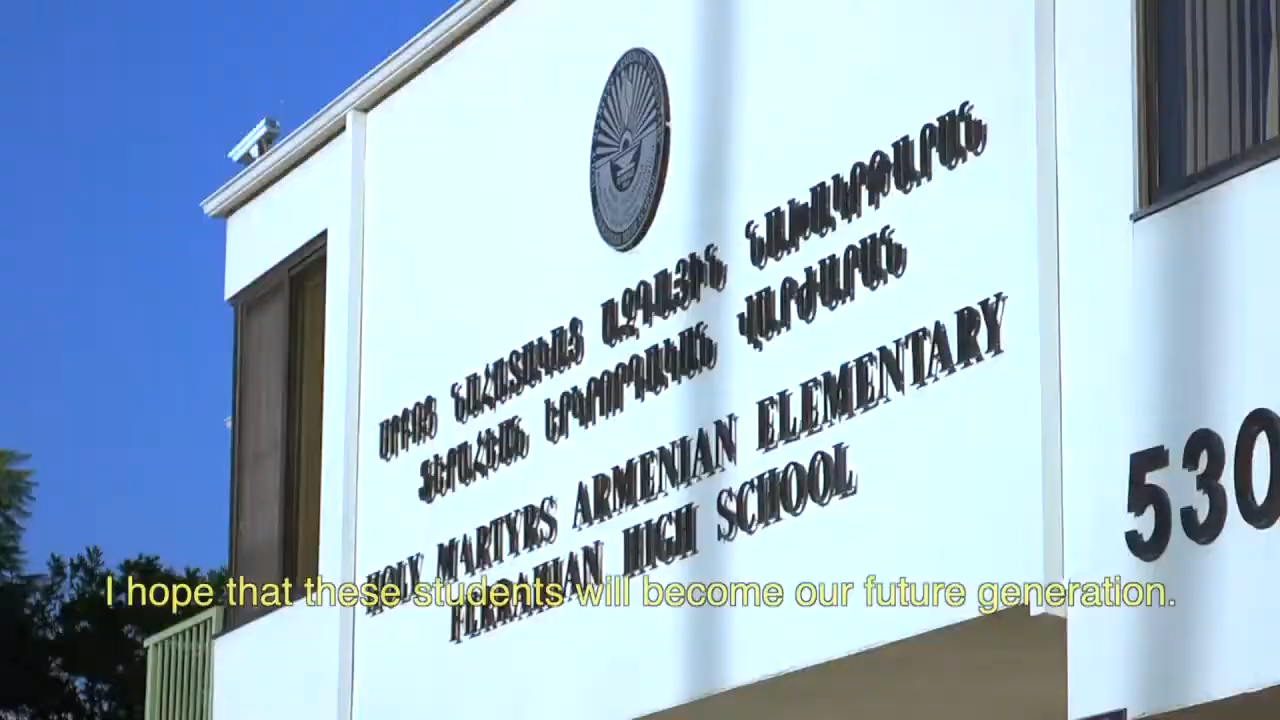 ՍՐԲՈՑ ՆԱՀԱՏԱԿԱՑ ԱԶԳԱՅԻՆ ՆԱԽԱԿՐԹԱՐԱՆ
ՖԵՐԱՀԵԱՆ ԵՐԿՐՈՐԴԱԿԱՆ ՎԱՐԺԱՐԱՆ
HOLY MARTYRS ARMENIAN ELEMENTARY
FERRAHIAN HIGH SCHOOL
530
I hope that these students will become our future generation.